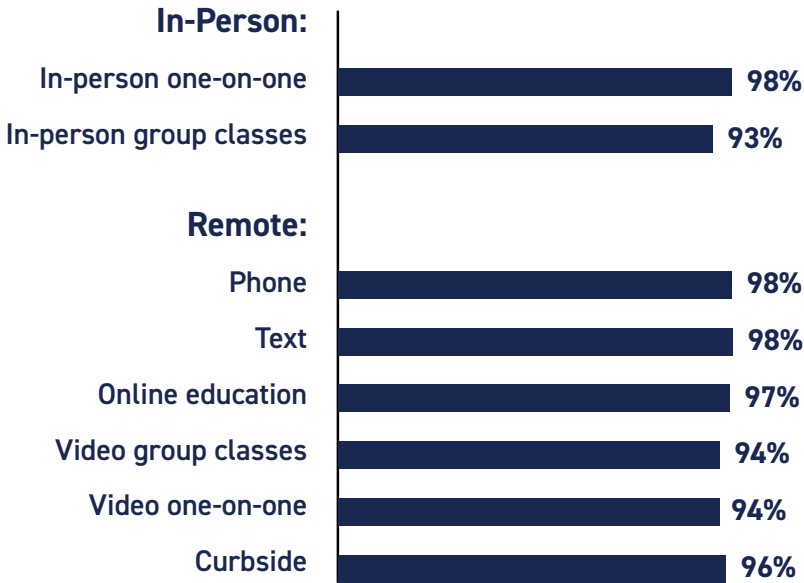 In-Person:
In-person one-on-one 98%
In-person group classes 93%
Remote:
Phone 98%
Text 98%
Online education 97%
Video group classes 94%
Video one-on-one 94%
Curbside 96%